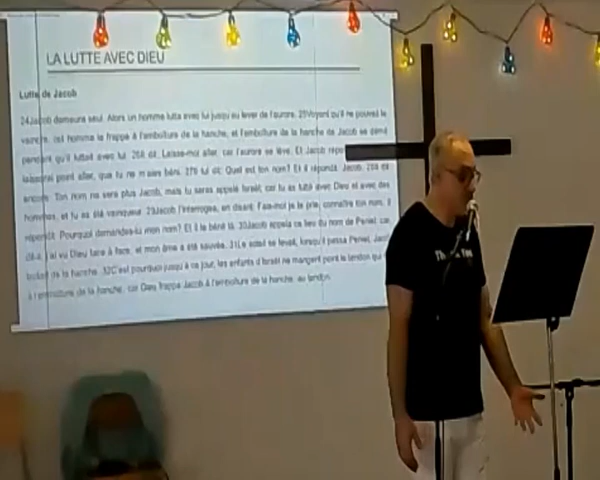 LA LUTTE AVEC DIEU
Lutte de Jacob
24Jacob demeura seul. Alors un homme lutta avec lui jusqu'au lever de l'aurore. 25Voyant qu'il ne pouvait le
vaincre, cet homme le frappa à l'emboîture de la hanche; et l'emboîture de la hanche de Jacob se démit
pendant qu'il luttait avec lui. 26Il dit: Laisse-moi aller, car l'aurore se lève. Et Jacob
laisserai point aller, que tu ne m'aies béni. 27Il lui dit: Quel est ton nom? Et il répondit: Jacob. 28Il dit
encore: Ton nom ne sera plus Jacob, mais tu seras appelé Israël; car tu as lutté avec Dieu et avec des
hommes, et tu as été vainqueur. 29Jacob l'interrogea, en disant: Fais-moi je te prie, connaître ton nom. Il
répondit: Pourquoi demandes-tu mon nom? Et il le bénit là. 30Jacob appela ce lieu du nom de Peniel; car,
dit-il, j'ai vu Dieu face à face, et mon âme a été sauvée. 31Le soleil se levait, lorsqu'il passa Peniel. Jacob
boitait de la hanche. 32C'est pourquoi jusqu'à ce jour, les enfants d'Israël ne mangent point le tendon qui
à l'emboîture de la hanche; car Dieu frappa Jacob à l'emboîture de la hanche, au tendon.